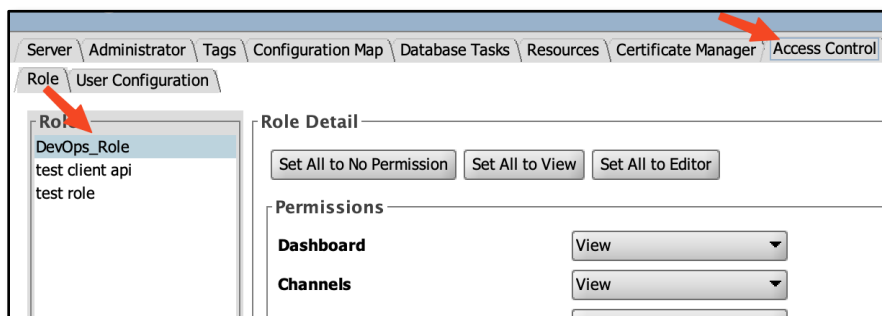 Server Administrator Tags Configuration Map Database Tasks Resources Certificate Manager Access Control
Role User Configuration
Role Role Detail
DevOps_Role
Set All to No Permission Set All to View Set All to Editor
test client api
test role
Permissions
Dashboard View
Channels View